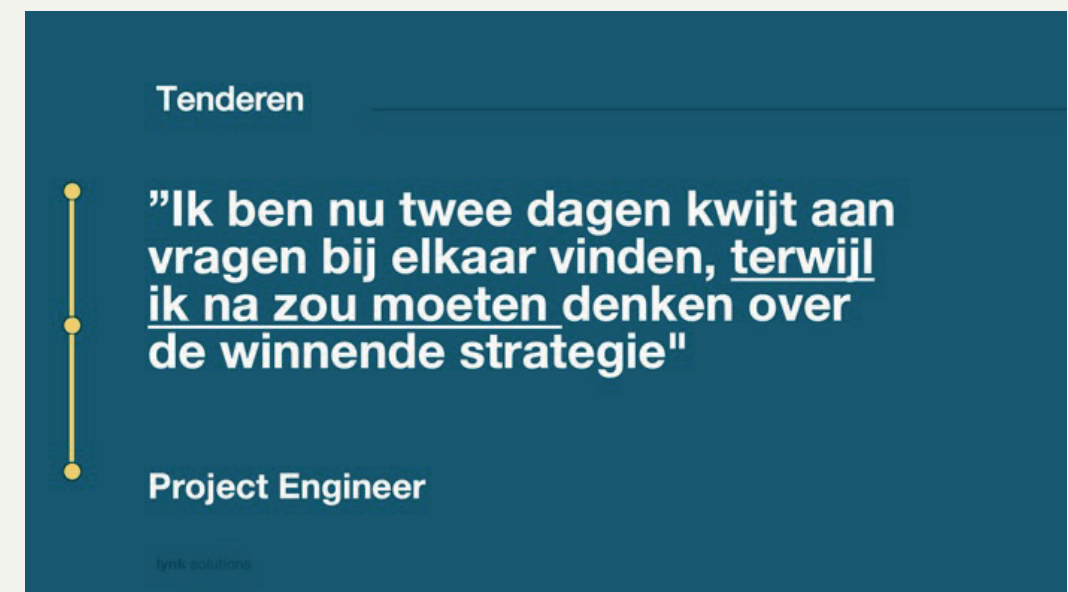 Tenderen
”Ik ben nu twee dagen kwijt aan
vragen bij elkaar vinden, terwijl
ik na zou moeten denken over
de winnende strategie"
Project Engineer
lynk solutions